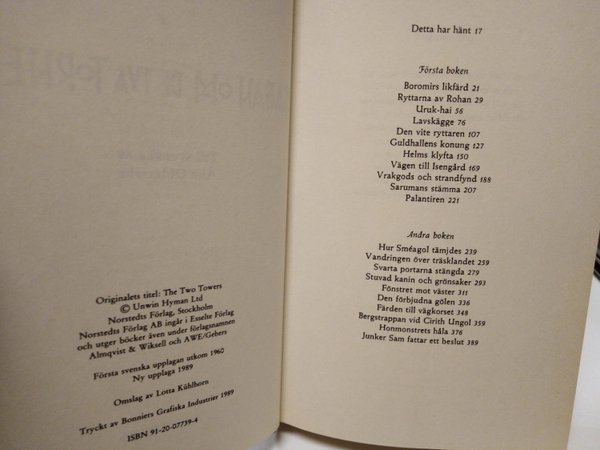 Originalets titel: The Two Towers
© Unwin Hyman Ltd
Norstedts Förlag, Stockholm
Norstedts Förlag AB ingår i Esselte Förlag
och utger böcker även under förlagsnamnen
Almqvist & Wiksell och AWE/Gebers
Första svenska upplagan utkom 1960
Ny upplaga 1989
Omslag av Lotta Kühlhorn
Tryckt av Bonniers Grafiska Industrier 1989
ISBN 91-20-07739-4
Detta har hänt 17
Första boken
Boromirs likfärd 21
Ryttarna av Rohan 29
Uruk-hai 56
Lavskägge 76
Den vite ryttaren 107
Guldhallens konung 127
Helms klyfta 150
Vägen till Isengård 169
Vrakgods och strandfynd 188
Sarumans stämma 207
Palantiren 221
Andra boken
Hur Sméagol tämjdes 239
Vandringen över träsklandet 259
Svarta portarna stängda 279
Stuvad kanin och grönsaker 293
Fönstret mot väster 311
Den förbjudna gölen 336
Färden till vägkorset 348
Bergstrappan vid Cirith Ungol 359
Honmonstrets håla 376
Junker Sam fattar ett beslut 389